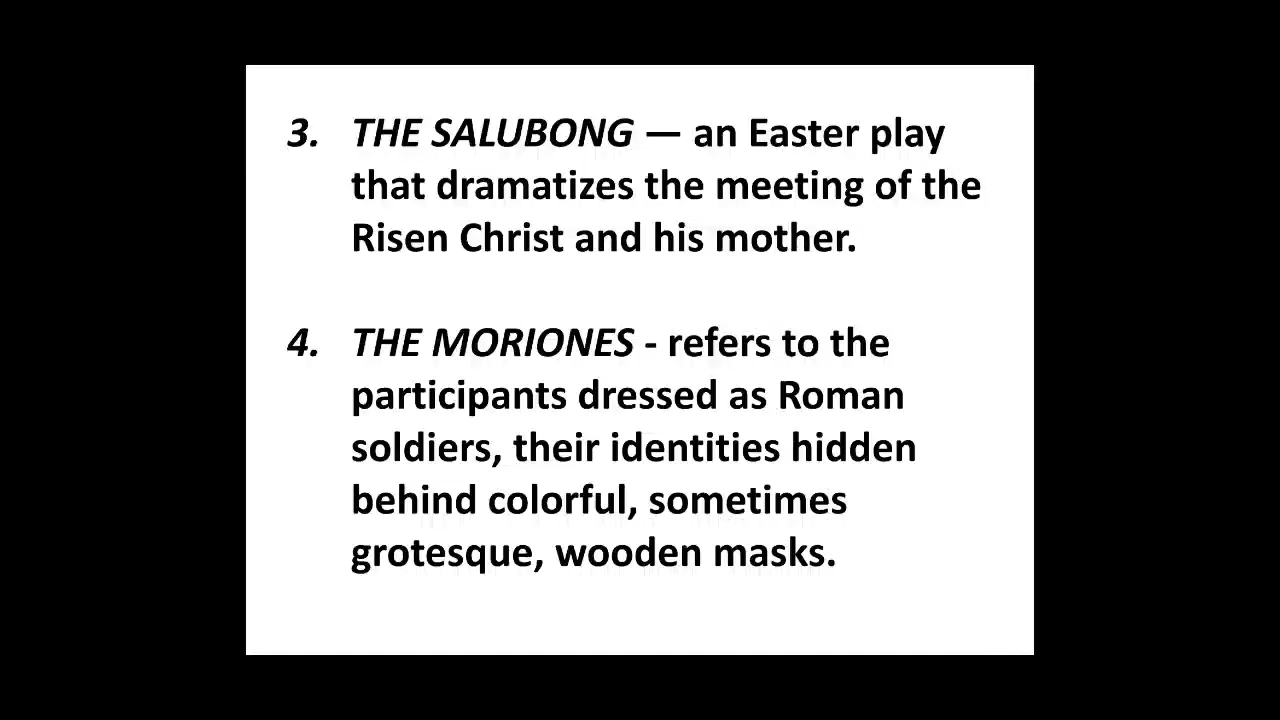 3. THE SALUBONG — an Easter play
that dramatizes the meeting of the
Risen Christ and his mother.
4. THE MORIONES - refers to the
participants dressed as Roman
soldiers, their identities hidden
behind colorful, sometimes
grotesque, wooden masks.